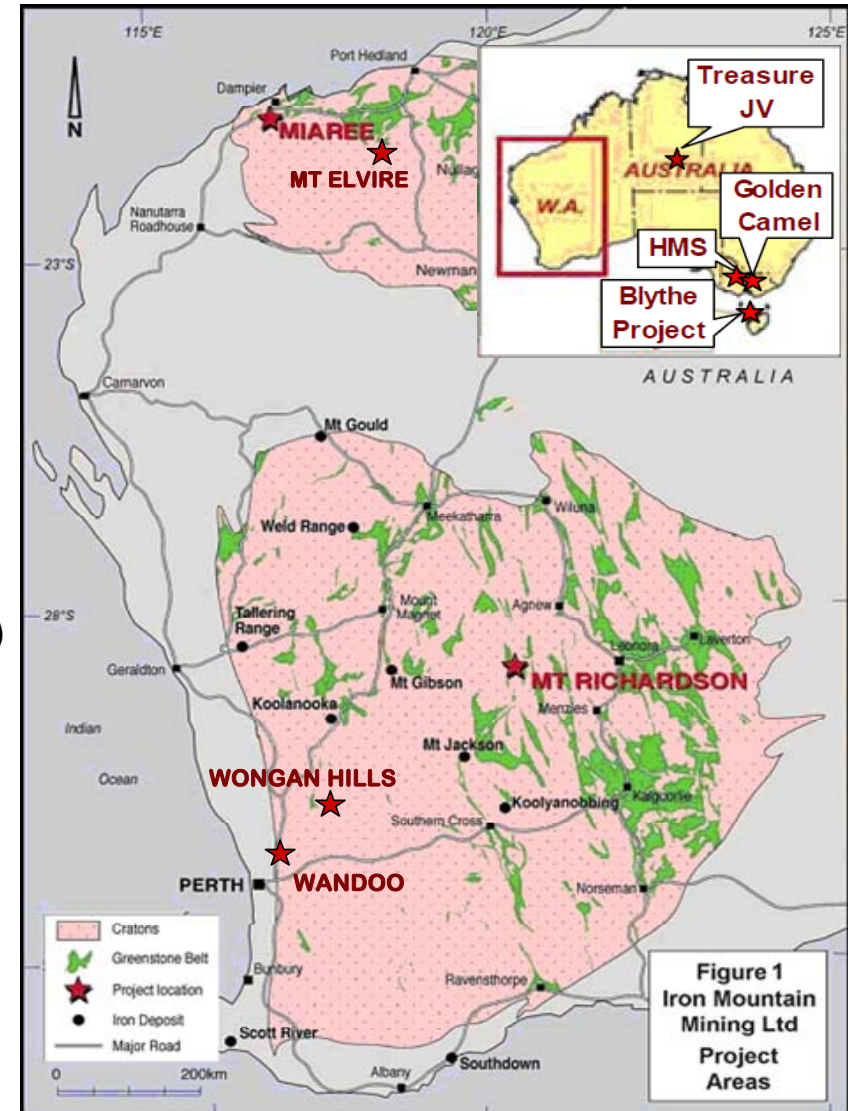 115°E
120°E
125°E
Port Hedland
Dampier
N
MIAREE
MT ELVIRE
Nullag
Nanutarra
Roadhouse
23°S
Newman
Treasure
JV
AUSTRALIA
W.A.
Golden
Camel
HMS
Blythe
Project
AUSTRALIA
Carnarvon
Mt Gould
Meekatharra
Wiluna
Weld Range
28°S
Tallering
Range
Mount
Magnet
Agnew
Leonora
Laverton
Geraldton
Mt Gibson
MT RICHARDSON
Koolanooka
Menzies
Indian
Ocean
Mt Jackson
WONGAN HILLS
Koolyanobbing
Kalgoorlie
Southern Cross
PERTH
WANDOO
Norseman
Cratons
Greenstone Belt
Project location
Iron Deposit
Major Road
0 200km
Bunbury
Ravensthorpe
Scott River
Southdown
Albany
Figure 1
Iron Mountain
Mining Ltd
Project
Areas
)